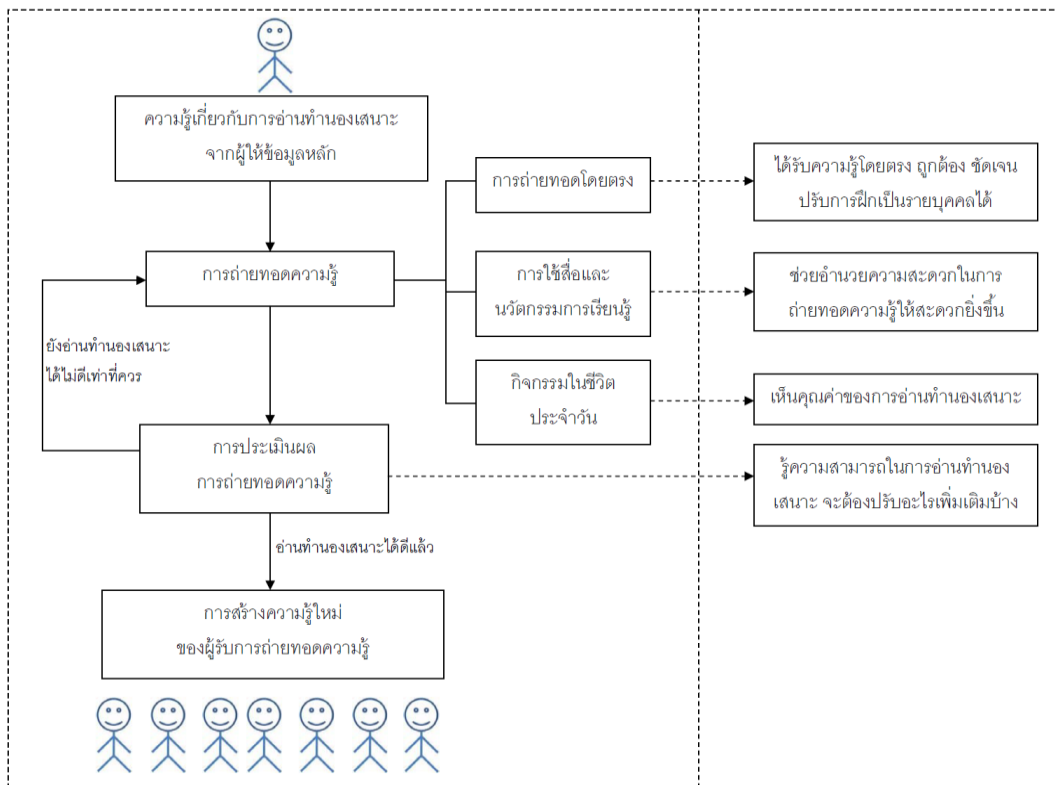 ความรู้เกี่ยวกับการอ่านทำนองเสนาะ
จากผู้ให้ข้อมูลหลัก
การถ่ายทอดโดยตรง
ได้รับความรู้โดยตรง ถูกต้อง ชัดเจน
ปรับการฝึกเป็นรายบุคคลได้
การถ่ายทอดความรู้
การใช้สื่อและ
นวัตกรรมการเรียนรู้
ช่วยอำนวยความสะดวกในการ
ถ่ายทอดความรู้ให้สะดวกยิ่งขึ้น
ยังอ่านทำนองเสนาะ
ได้ไม่ดีเท่าที่ควร
กิจกรรมในชีวิต
ประจำวัน
เห็นคุณค่าของการอ่านทำนองเสนาะ
การประเมินผล
การถ่ายทอดความรู้
รู้ความสามารถในการอ่านทำนอง
เสนาะ จะต้องปรับอะไรเพิ่มเติมบ้าง
อ่านทำนองเสนาะได้ดีแล้ว
การสร้างความรู้ใหม่
ของผู้รับการถ่ายทอดความรู้